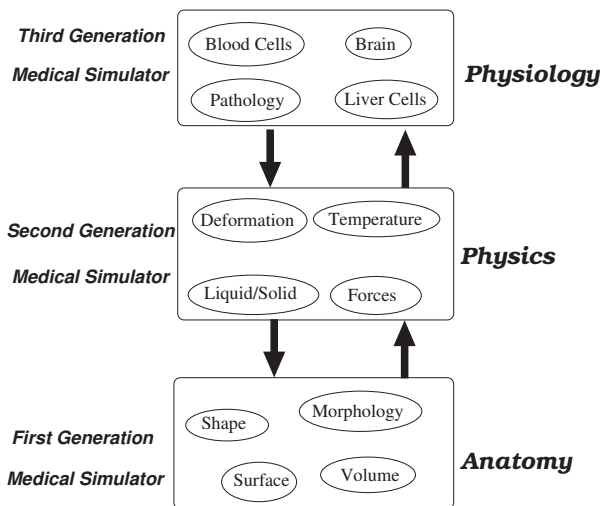 Third Generation
Medical Simulator
Blood Cells
Brain
Pathology
Liver Cells
Physiology
Second Generation
Medical Simulator
Deformation
Temperature
Liquid/Solid
Forces
Physics
First Generation
Medical Simulator
Shape
Morphology
Surface
Volume
Anatomy